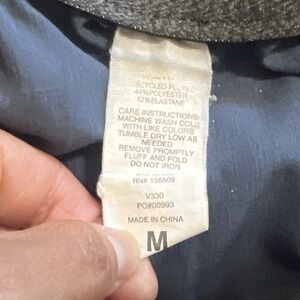 44% POLYESTER
12% ELASTANE
CARE INSTRUCTIONS
MACHINE WASH COLD
WITH LIKE COLORS
TUMBLE DRY LOW AS
NEEDED
REMOVE PROMPTLY
FLUFF AND FOLD
DO NOT IRON
RN# 156509
V330
PO#00993
MADE IN CHINA
M